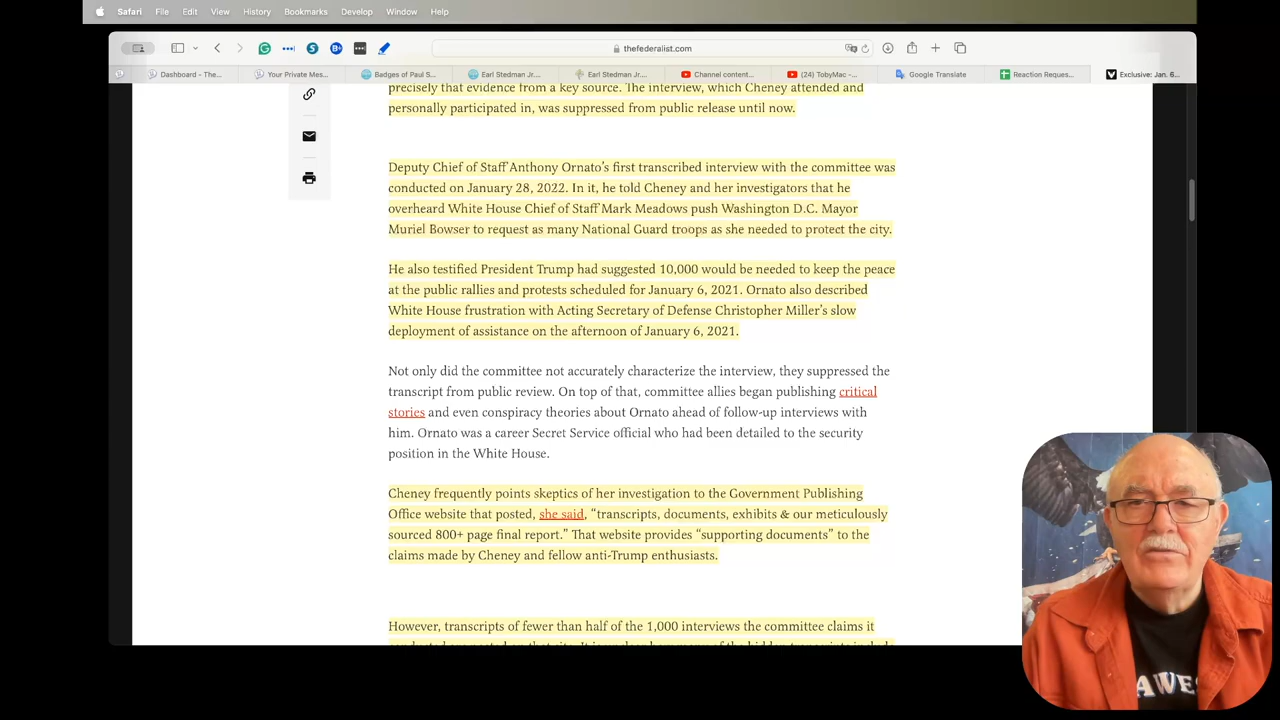 Safari File Edit View History Bookmarks Develop Window Help
thefederalist.com
Dashboard - The... Your Private Mes... Badges of Paul S... Earl Stedman Jr.... Earl Stedman Jr.... Channel content... (24) TobyMac -... Google Translate Reaction Reques... Exclusive: Jan. 6...
precisely that evidence from a key source. The interview, which Cheney attended and
personally participated in, was suppressed from public release until now.
Deputy Chief of Staff Anthony Ornato's first transcribed interview with the committee was
conducted on January 28, 2022. In it, he told Cheney and her investigators that he
overheard White House Chief of Staff Mark Meadows push Washington D.C. Mayor
Muriel Bowser to request as many National Guard troops as she needed to protect the city.
He also testified President Trump had suggested 10,000 would be needed to keep the peace
at the public rallies and protests scheduled for January 6, 2021. Ornato also described
White House frustration with Acting Secretary of Defense Christopher Miller's slow
deployment of assistance on the afternoon of January 6, 2021.
Not only did the committee not accurately characterize the interview, they suppressed the
transcript from public review. On top of that, committee allies began publishing critical
stories and even conspiracy theories about Ornato ahead of follow-up interviews with
him. Ornato was a career Secret Service official who had been detailed to the security
position in the White House.
Cheney frequently points skeptics of her investigation to the Government Publishing
Office website that posted, she said, “transcripts, documents, exhibits & our meticulously
sourced 800+ page final report.” That website provides “supporting documents” to the
claims made by Cheney and fellow anti-Trump enthusiasts.
However, transcripts of fewer than half of the 1,000 interviews the committee claims it